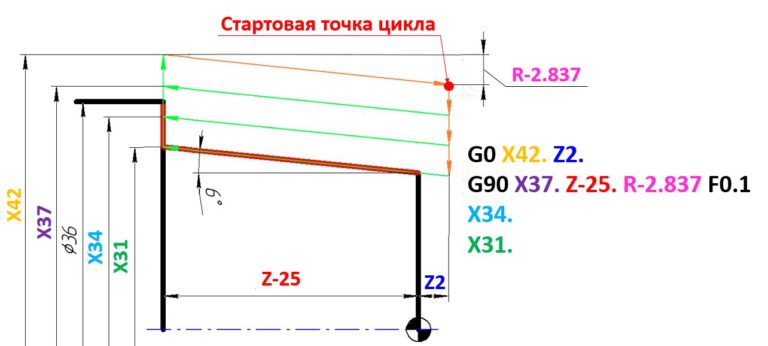 Стартовая точка цикла
R-2.837
G0 X42. Z2.
G90 X37. Z-25. R-2.837 F0.1
X34.
X31.
X42
X37
⌀36
X34
X31
6°
Z-25
Z2